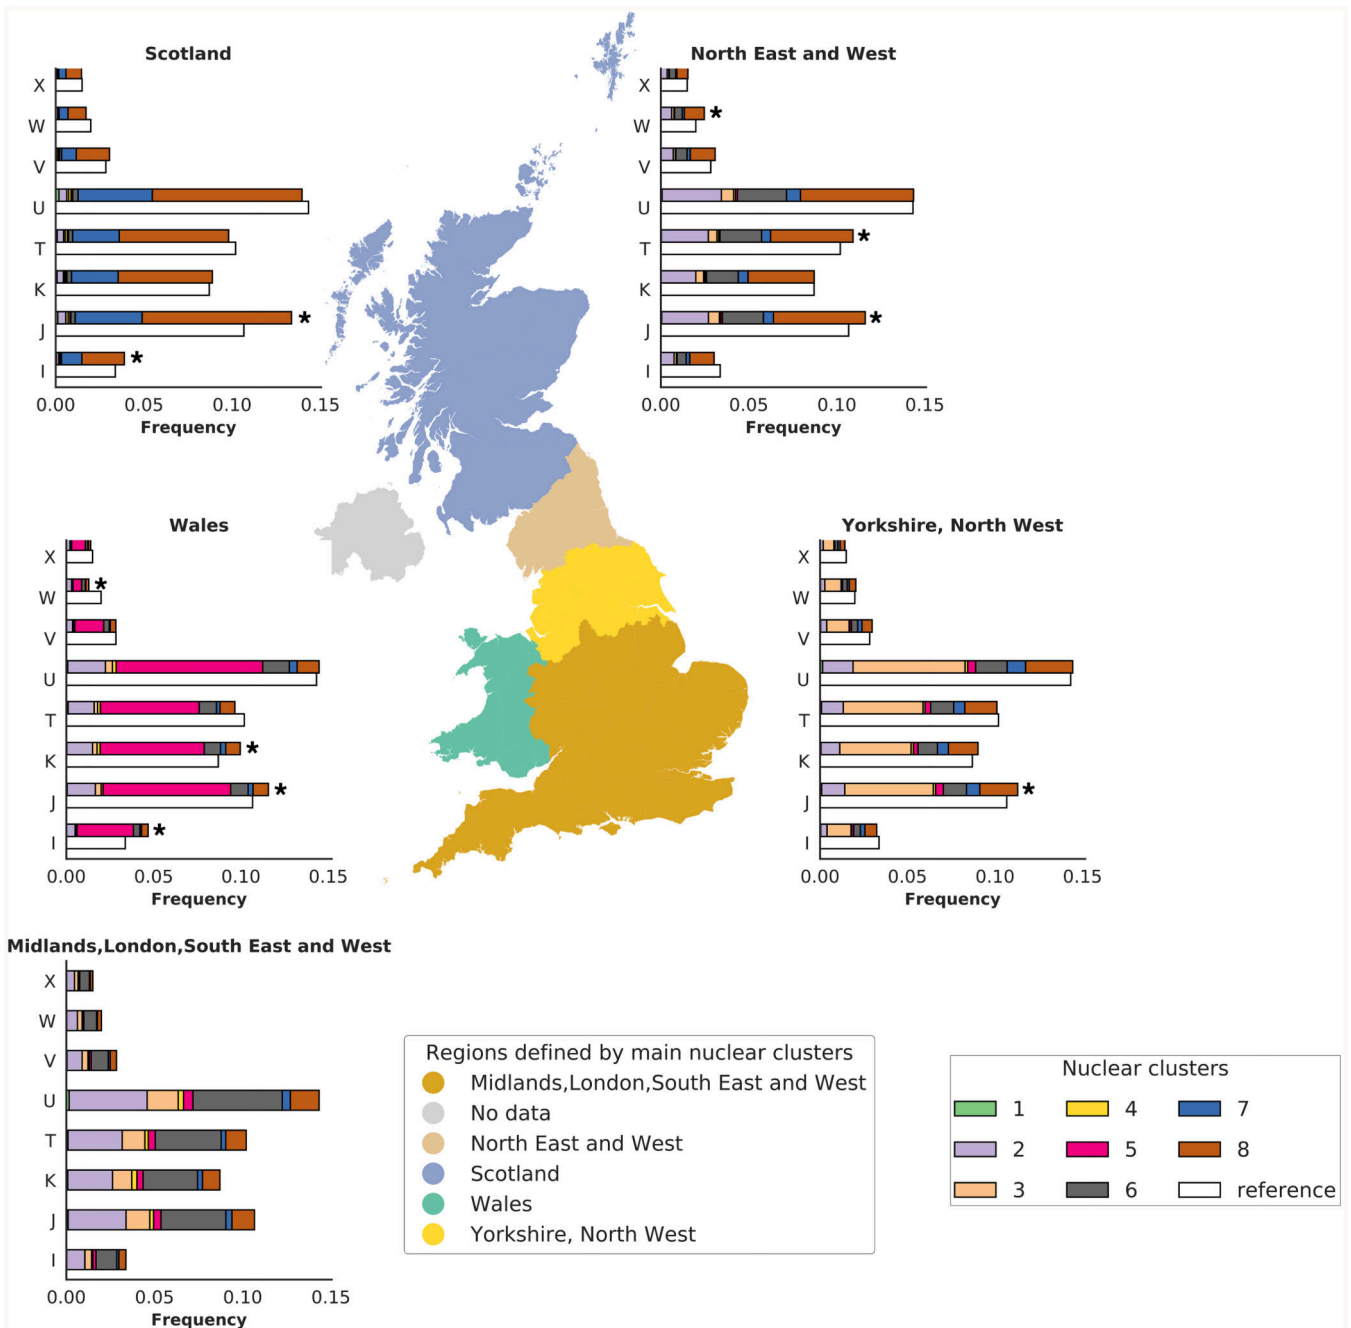 Scotland
X
W
V
U
T
K
J
I
*
*
0.00 0.05 0.10 0.15
Frequency
North East and West
X
W
V
U
T
K
J
I
*
*
*
0.00 0.05 0.10 0.15
Frequency
Wales
X
W
V
U
T
K
J
I
*
*
*
*
0.00 0.05 0.10 0.15
Frequency
Yorkshire, North West
X
W
V
U
T
K
J
I
*
0.00 0.05 0.10 0.15
Frequency
Midlands,London,South East and West
X
W
V
U
T
K
J
I
0.00 0.05 0.10 0.15
Frequency
Regions defined by main nuclear clusters
Midlands,London,South East and West
No data
North East and West
Scotland
Wales
Yorkshire, North West
Nuclear clusters
1 4 7
2 5 8
3 6 reference